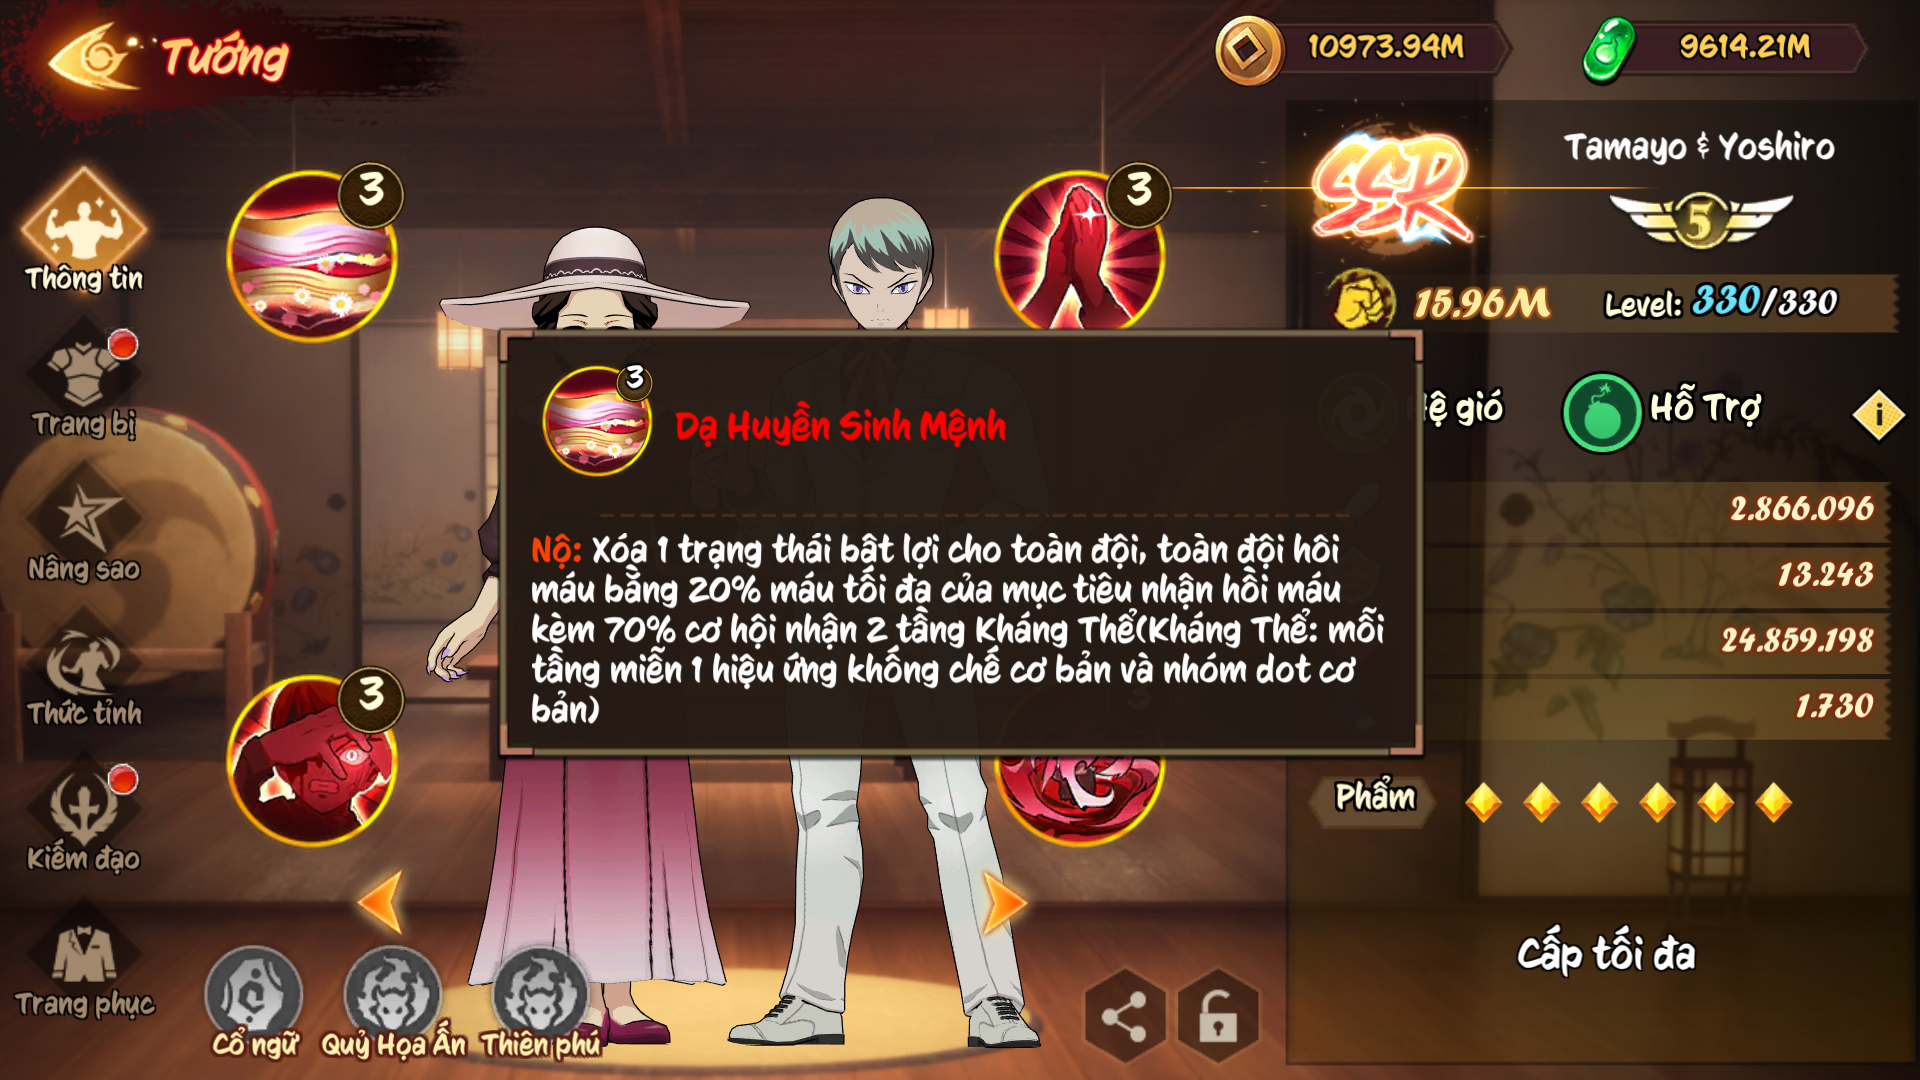 Tướng
10973.94M
9614.21M
SSR
Tamayo & Yoshiro
5
15.96M
Level: 330/330
Thông tin
3
3
Trang bị
ệ gió
Hỗ Trợ
i
3
Dạ Huyền Sinh Mệnh
Nộ: Xóa 1 trạng thái bất lợi cho toàn đội, toàn đội hồi
máu bằng 20% máu tối đa của mục tiêu nhận hồi máu
kèm 70% cơ hội nhận 2 tầng Kháng Thể(Kháng Thể: mỗi
tầng miễn 1 hiệu ứng khống chế cơ bản và nhóm dot cơ
bản)
2.866.096
13.243
24.859.198
1.730
Nâng sao
Thức tỉnh
3
Kiếm đạo
Phẩm
Trang phục
Cấp tối đa
Cổ ngữ
Quỷ Họa Ấn
Thiên phú